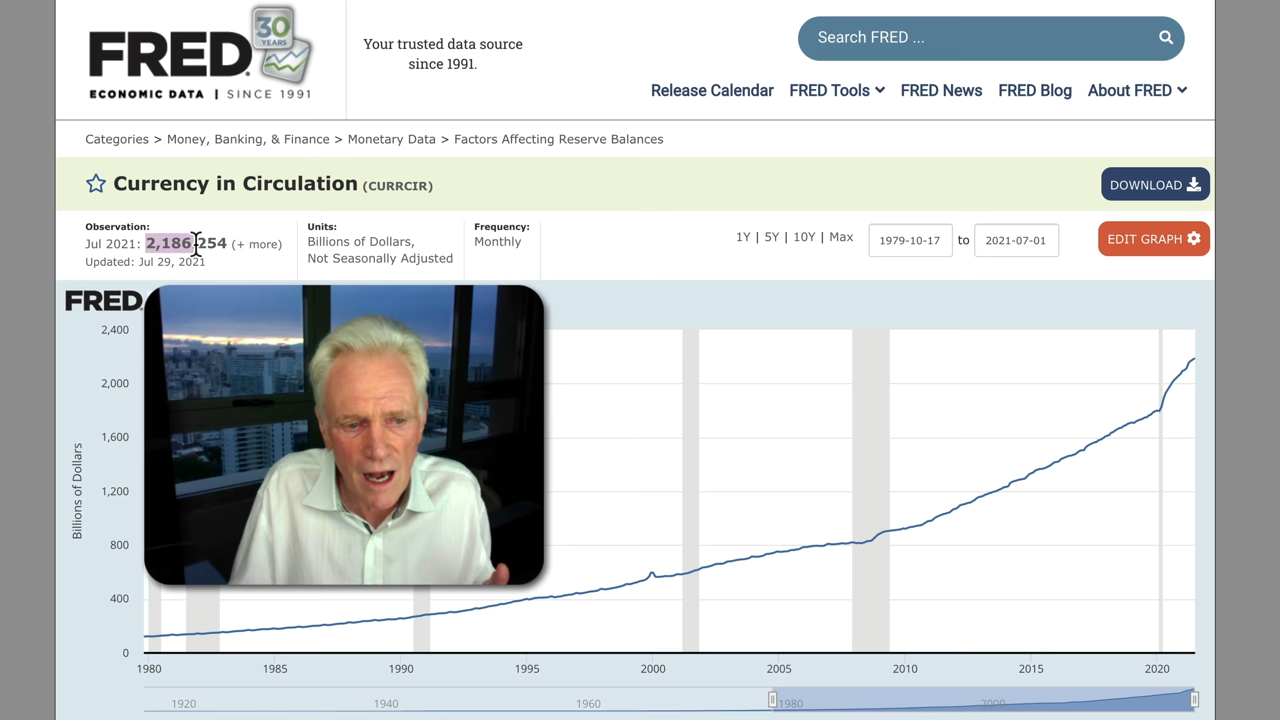 FRED
30
YEARS
ECONOMIC DATA | SINCE 1991
Your trusted data source
since 1991.
Search FRED ...
Release Calendar FRED Tools FRED News FRED Blog About FRED
Categories > Money, Banking, & Finance > Monetary Data > Factors Affecting Reserve Balances
Currency in Circulation (CURRCIR)
DOWNLOAD
Observation:
Jul 2021: 2,186.254 (+ more)
Updated: Jul 29, 2021
Units:
Billions of Dollars,
Not Seasonally Adjusted
Frequency:
Monthly
1Y | 5Y | 10Y | Max
1979-10-17 to 2021-07-01
EDIT GRAPH
FRED
Billions of Dollars
2,400
2,000
1,600
1,200
800
400
0
1980 1985 1990 1995 2000 2005 2010 2015 2020
1920 1940 1960 1980 2000